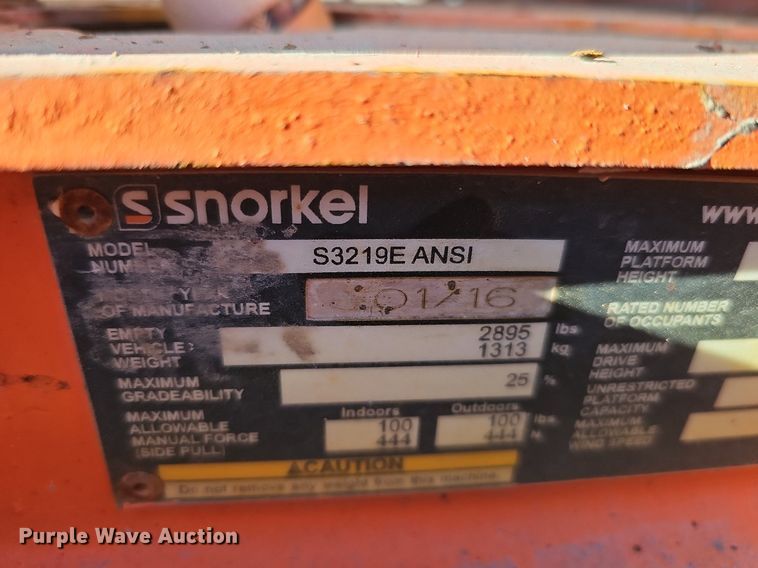 S snorkel
www.
MODEL
S3219E ANSI
OF MANUFACTURE
01/16
EMPTY
VEHICLE
WEIGHT
2895 lbs
1313 kg
MAXIMUM
GRADEABILITY
25 %
MAXIMUM
ALLOWABLE
MANUAL FORCE
(SIDE PULL)
Indoors
100
444
Outdoors
100 lbs.
444 N.
MAXIMUM
PLATFORM
HEIGHT
RATED NUMBER
OF OCCUPANTS
MAXIMUM
DRIVE
HEIGHT
UNRESTRICTED
PLATFORM
CAPACITY
MAXIMUM
ALLOWABLE
WIND SPEED
CAUTION
Do not remove any weight from this machine.
Purple Wave Auction